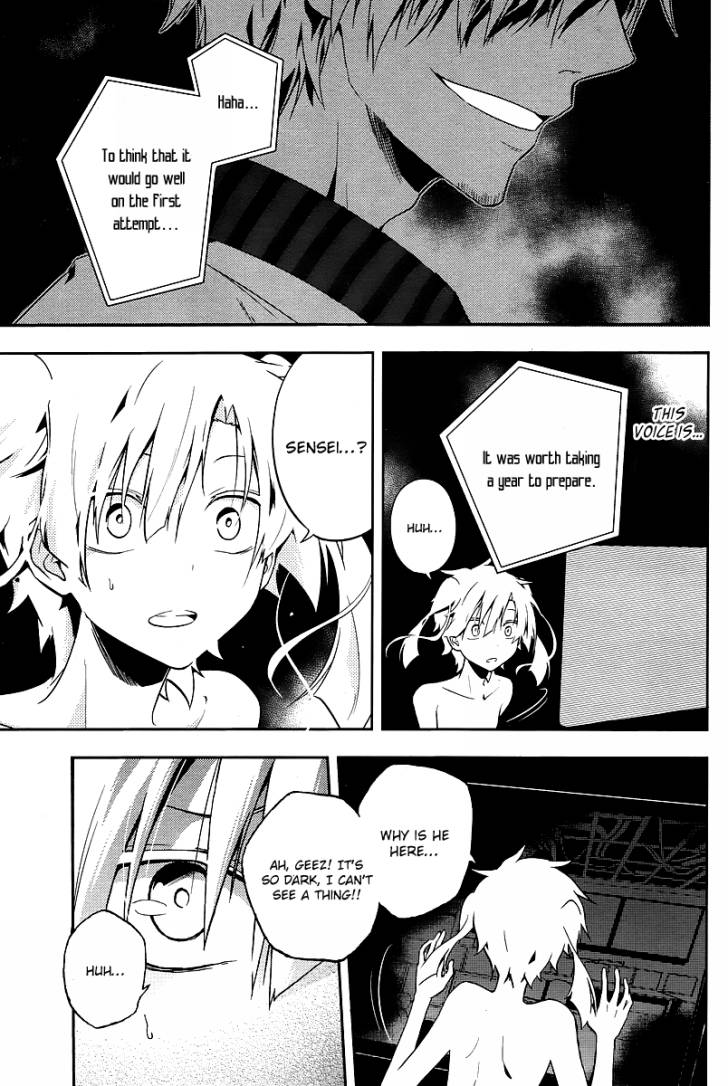 Haha...
To think that it
would go well
on the first
attempt...
THIS
VOICE IS...
It was worth taking
a year to prepare.
HUH...
SENSEI...?
WHY IS HE
HERE...
AH, GEEZ! IT'S
SO DARK, I CAN'T
SEE A THING!!
HUH...